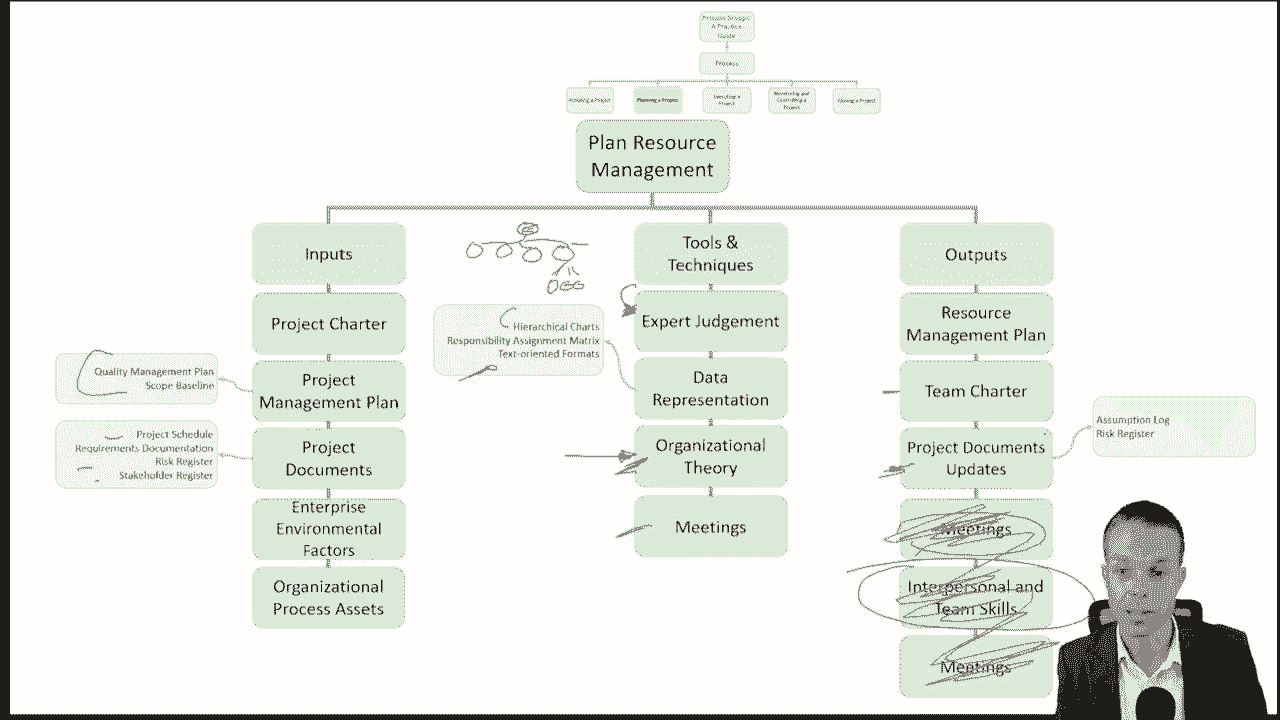 Process Groups:
A Practice
Guide
Process
Initiating a Project
Planning a Project
Executing a
Project
Monitoring and
Controlling a
Project
Closing a Project
Plan Resource
Management
Inputs
Project Charter
Project
Management Plan
Quality Management Plan
Scope Baseline
Project
Documents
Project Schedule
Requirements Documentation
Risk Register
Stakeholder Register
Enterprise
Environmental
Factors
Organizational
Process Assets
Tools &
Techniques
Expert Judgement
Data
Representation
Hierarchical Charts
Responsibility Assignment Matrix
Text-oriented Formats
Organizational
Theory
Meetings
Outputs
Resource
Management Plan
Team Charter
Project Documents
Updates
Assumption Log
Risk Register
Meetings
Interpersonal and
Team Skills
Meetings